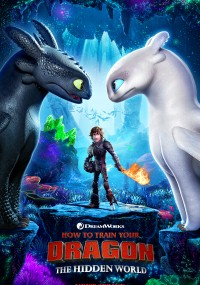 DREAMWORKS
HOW TO TRAIN YOUR
DRAGON
THE HIDDEN WORLD